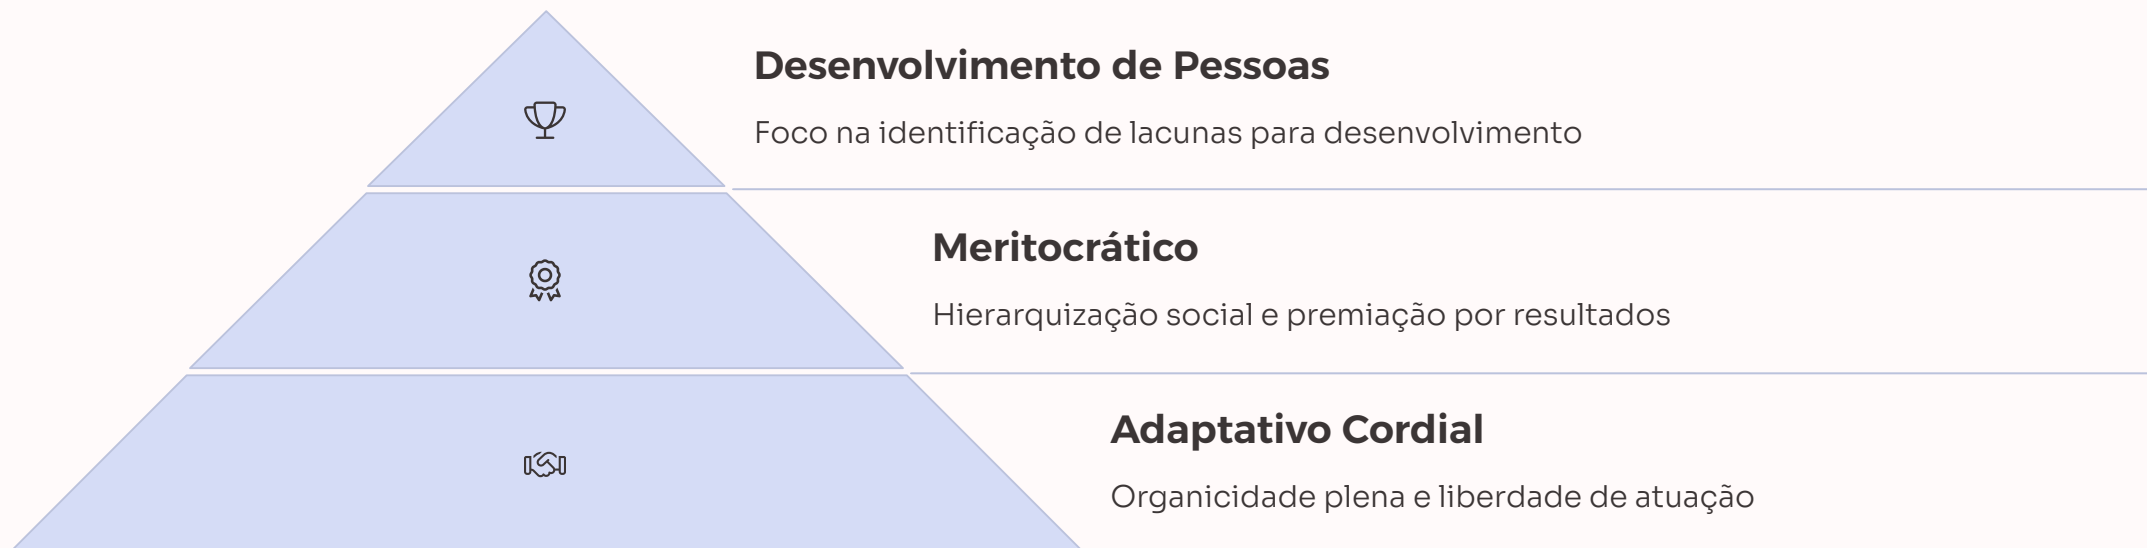 Desenvolvimento de Pessoas
Foco na identificação de lacunas para desenvolvimento
Meritocrático
Hierarquização social e premiação por resultados
Adaptativo Cordial
Organicidade plena e liberdade de atuação